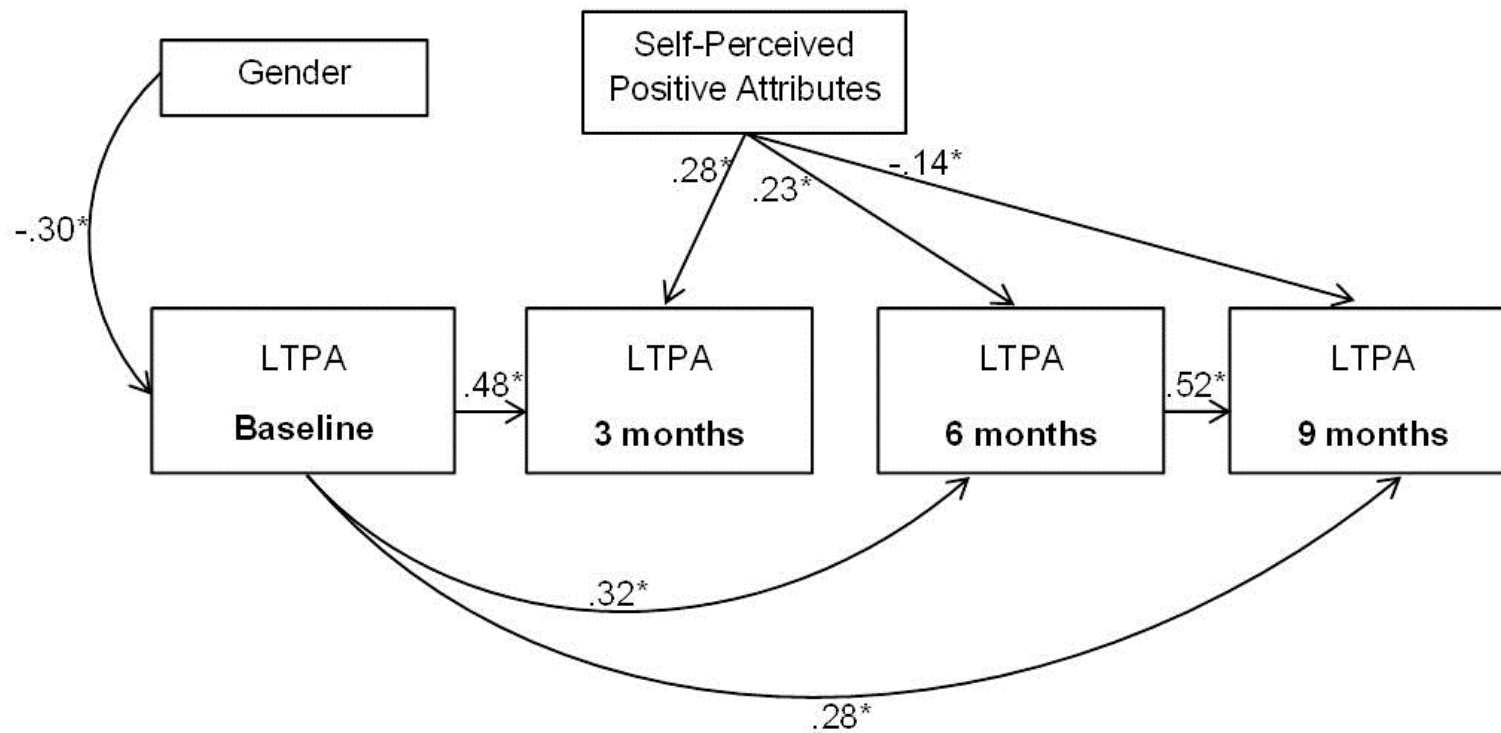 Gender
Self-Perceived
Positive Attributes
.28*
.23*
-.14*
-.30*
LTPA
Baseline
.48*
LTPA
3 months
LTPA
6 months
.52*
LTPA
9 months
.32*
.28*